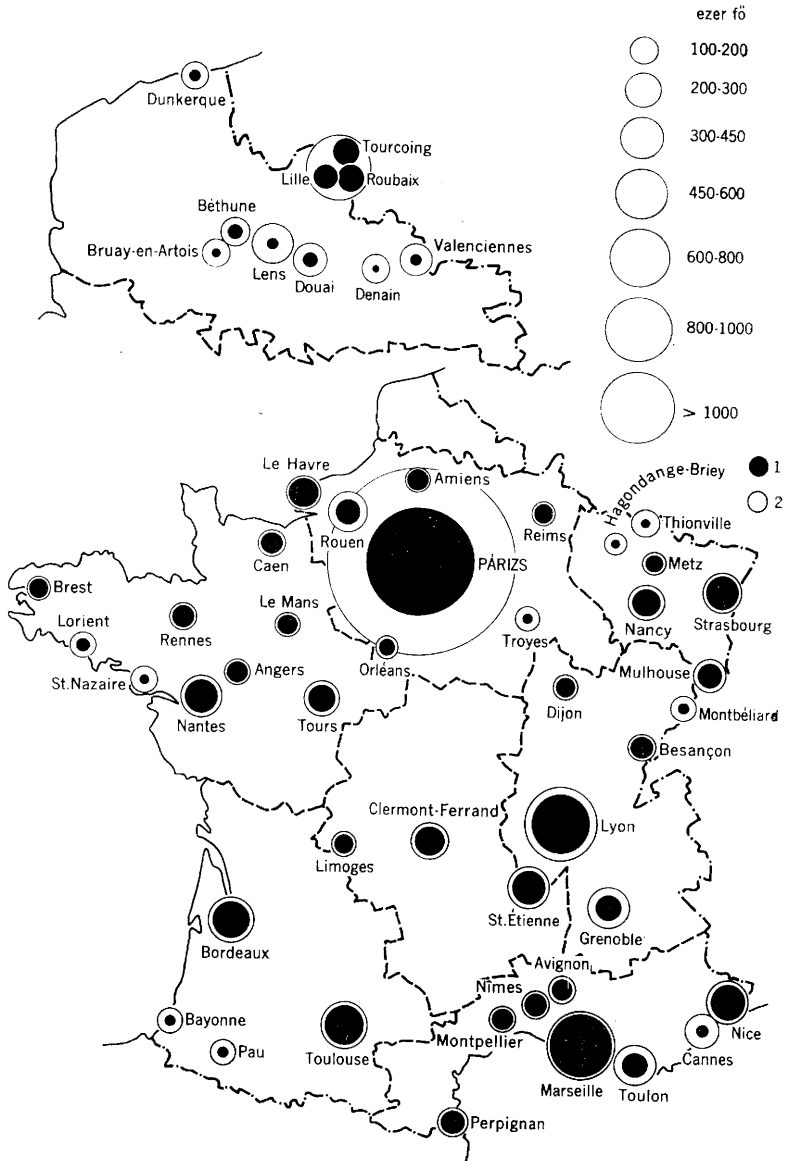 ezer fő
100-200
200-300
300-450
450-600
600-800
800-1000
> 1000
Dunkerque
Tourcoing
Lille
Roubaix
Béthune
Bruay-en-Artois
Lens
Douai
Denain
Valenciennes
1
2
Le Havre
Amiens
Hagondange-Briey
Rouen
Reims
Thionville
Caen
PÁRIZS
Metz
Brest
Le Mans
Nancy
Strasbourg
Lorient
Rennes
Troyes
Orléans
St.Nazaire
Angers
Mulhouse
Nantes
Tours
Dijon
Montbéliard
Besançon
Clermont-Ferrand
Lyon
Limoges
St.Étienne
Grenoble
Bordeaux
Avignon
Nîmes
Bayonne
Montpellier
Nice
Pau
Toulouse
Cannes
Marseille
Toulon
Perpignan